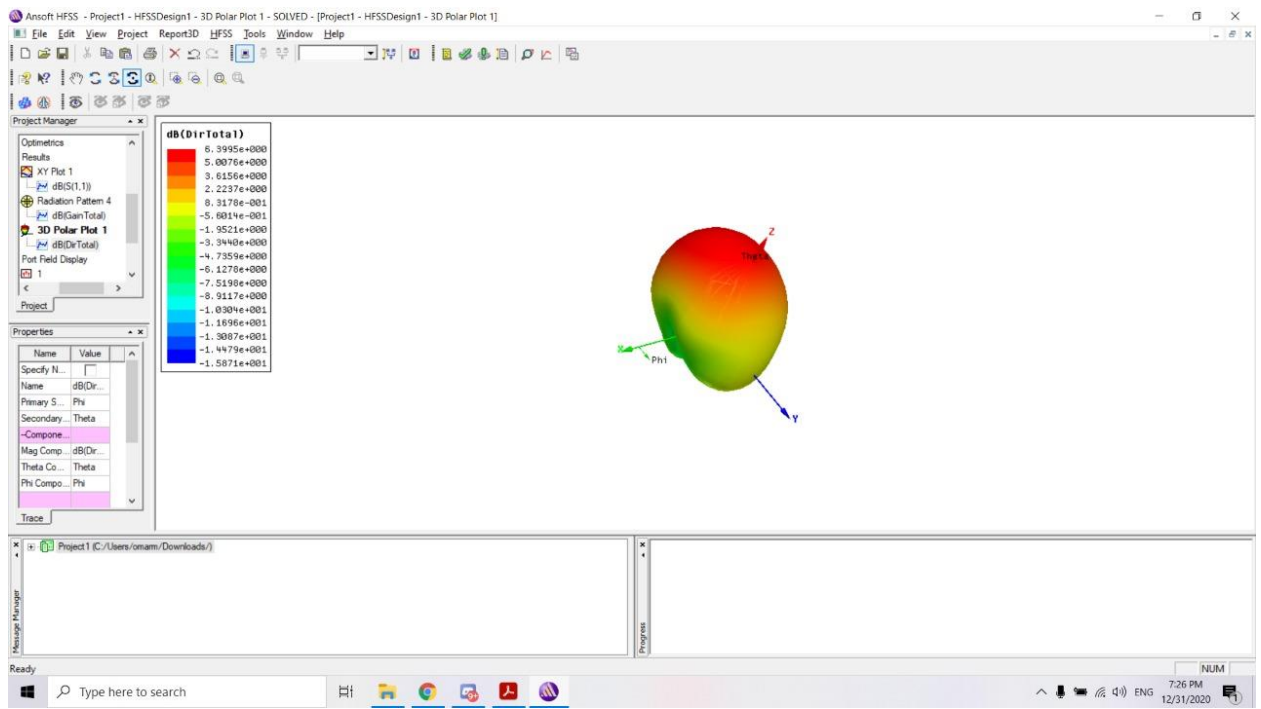 Ansoft HFSS - Project1 - HFSSDesign1 - 3D Polar Plot 1 - SOLVED - [Project1 - HFSSDesign1 - 3D Polar Plot 1]
File Edit View Project Report3D HFSS Tools Window Help
Project Manager
Optimetrics
Results
XY Plot 1
dB(S(1,1))
Radiation Pattern 4
dB(GainTotal)
3D Polar Plot 1
dB(DirTotal)
Port Field Display
1
Project
Properties
Name Value
Specify N...
Name dB(Dir...
Primary S... Phi
Secondary... Theta
-Compone...
Mag Comp... dB(Dir...
Theta Co... Theta
Phi Compo... Phi
Trace
dB(DirTotal)
6.3995e+000
5.0076e+000
3.6156e+000
2.2237e+000
8.3178e-001
-5.6014e-001
-1.9521e+000
-3.3440e+000
-4.7359e+000
-6.1278e+000
-7.5198e+000
-8.9117e+000
-1.0304e+001
-1.1696e+001
-1.3087e+001
-1.4479e+001
-1.5871e+001
Z
Theta
X
Phi
Y
Project1 (C:/Users/omarm/Downloads/)
Message Manager
Progress
Ready
NUM
Type here to search
ENG
7:26 PM
12/31/2020
1